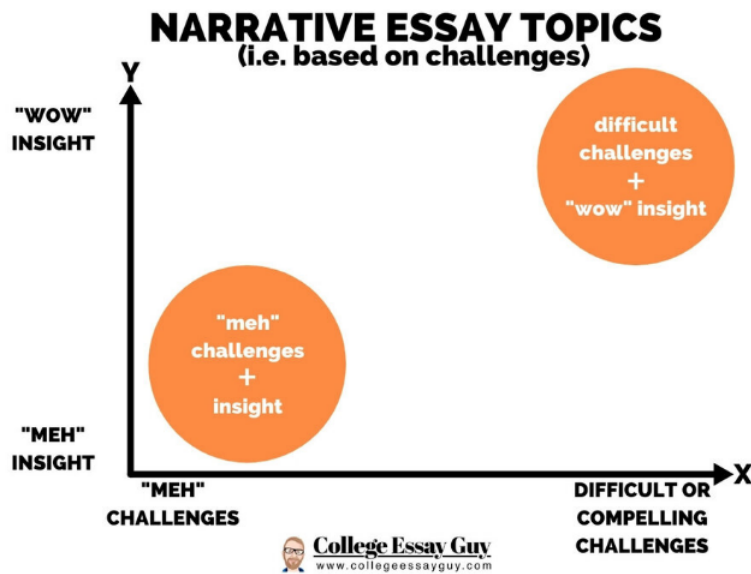 NARRATIVE ESSAY TOPICS
(i.e. based on challenges)
Y
"WOW"
INSIGHT
difficult
challenges
+
"wow" insight
"meh"
challenges
+
insight
"MEH"
INSIGHT
X
"MEH"
CHALLENGES
DIFFICULT OR
COMPELLING
CHALLENGES
College Essay Guy
www.collegeessayguy.com